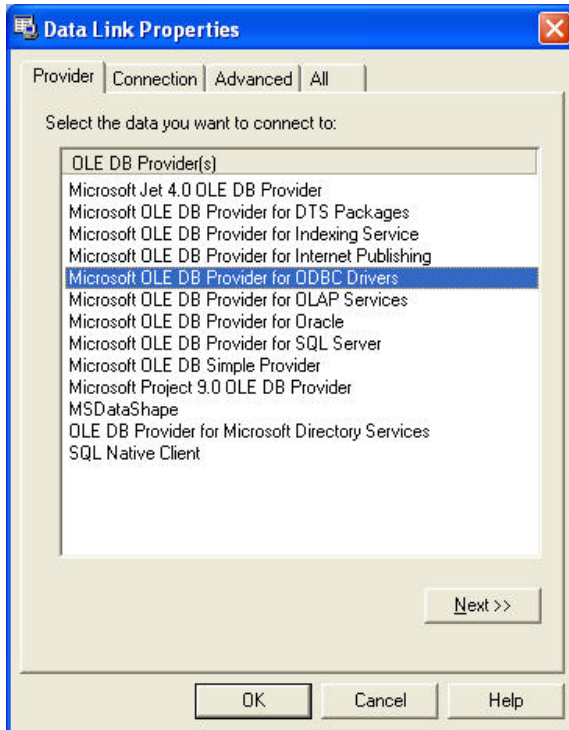 Data Link Properties
Provider Connection Advanced All
Select the data you want to connect to:
OLE DB Provider(s)
Microsoft Jet 4.0 OLE DB Provider
Microsoft OLE DB Provider for DTS Packages
Microsoft OLE DB Provider for Indexing Service
Microsoft OLE DB Provider for Internet Publishing
Microsoft OLE DB Provider for ODBC Drivers
Microsoft OLE DB Provider for OLAP Services
Microsoft OLE DB Provider for Oracle
Microsoft OLE DB Provider for SQL Server
Microsoft OLE DB Simple Provider
Microsoft Project 9.0 OLE DB Provider
MSDataShape
OLE DB Provider for Microsoft Directory Services
SQL Native Client
Next >>
OK Cancel Help